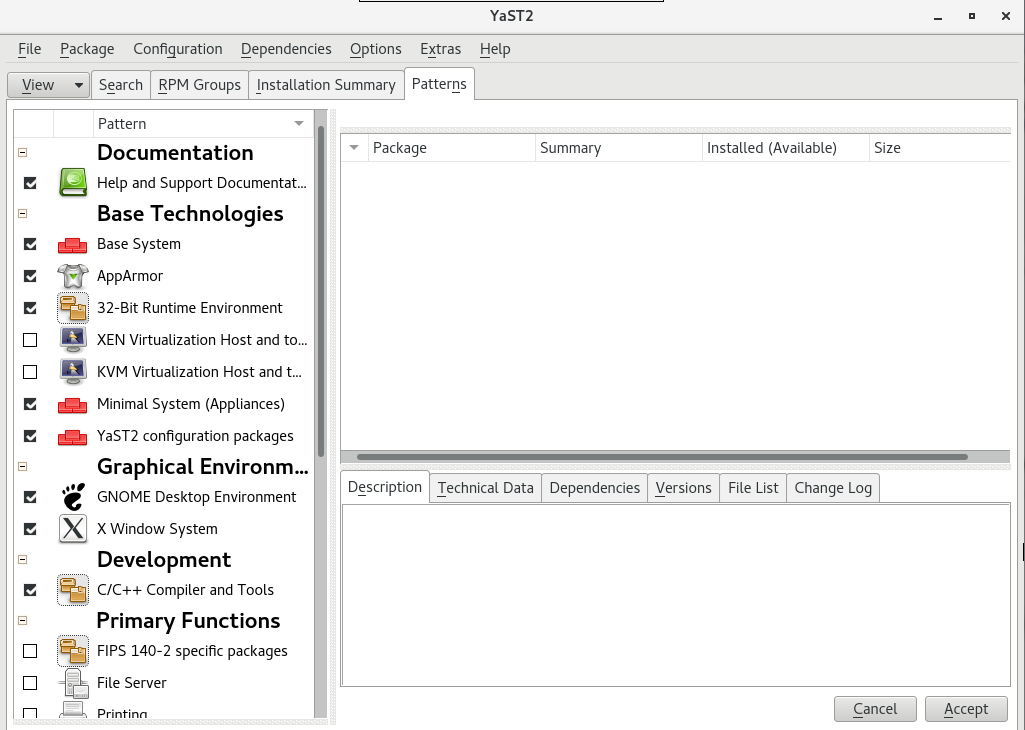 YaST2
File Package Configuration Dependencies Options Extras Help
View Search RPM Groups Installation Summary Patterns
Pattern
Documentation
Help and Support Documentat...
Base Technologies
Base System
AppArmor
32-Bit Runtime Environment
XEN Virtualization Host and to...
KVM Virtualization Host and t...
Minimal System (Appliances)
YaST2 configuration packages
Graphical Environm...
GNOME Desktop Environment
X Window System
Development
C/C++ Compiler and Tools
Primary Functions
FIPS 140-2 specific packages
File Server
Printing
Package Summary Installed (Available) Size
Description Technical Data Dependencies Versions File List Change Log
Cancel Accept